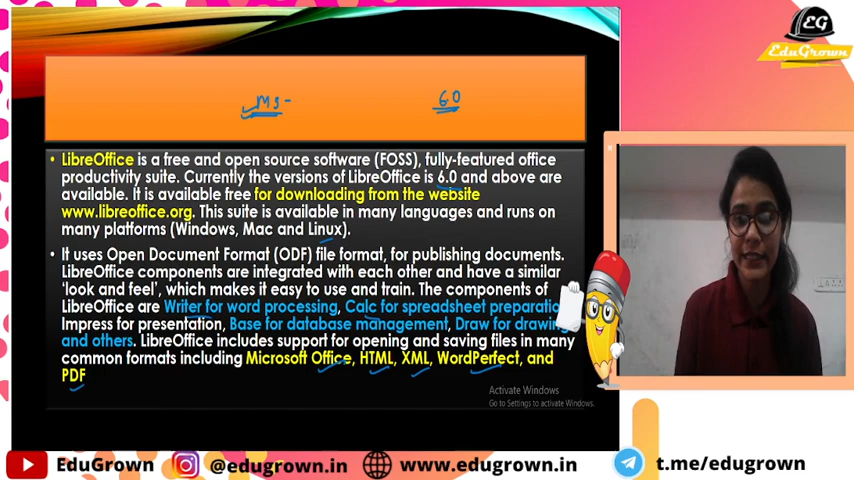 EG
EduGrown
MS-
60
• LibreOffice is a free and open source software (FOSS), fully-featured office
productivity suite. Currently the versions of LibreOffice is 6.0 and above are
available. It is available free for downloading from the website
www.libreoffice.org. This suite is available in many languages and runs on
many platforms (Windows, Mac and Linux).
• It uses Open Document Format (ODF) file format, for publishing documents.
LibreOffice components are integrated with each other and have a similar
‘look and feel’, which makes it easy to use and train. The components of
LibreOffice are Writer for word processing, Calc for spreadsheet preparatio
Impress for presentation, Base for database management, Draw for drawing
and others. LibreOffice includes support for opening and saving files in many
common formats including Microsoft Office, HTML, XML, WordPerfect, and
PDF
Activate Windows
Go to Settings to activate Windows.
EduGrown @edugrown.in www.edugrown.in t.me/edugrown